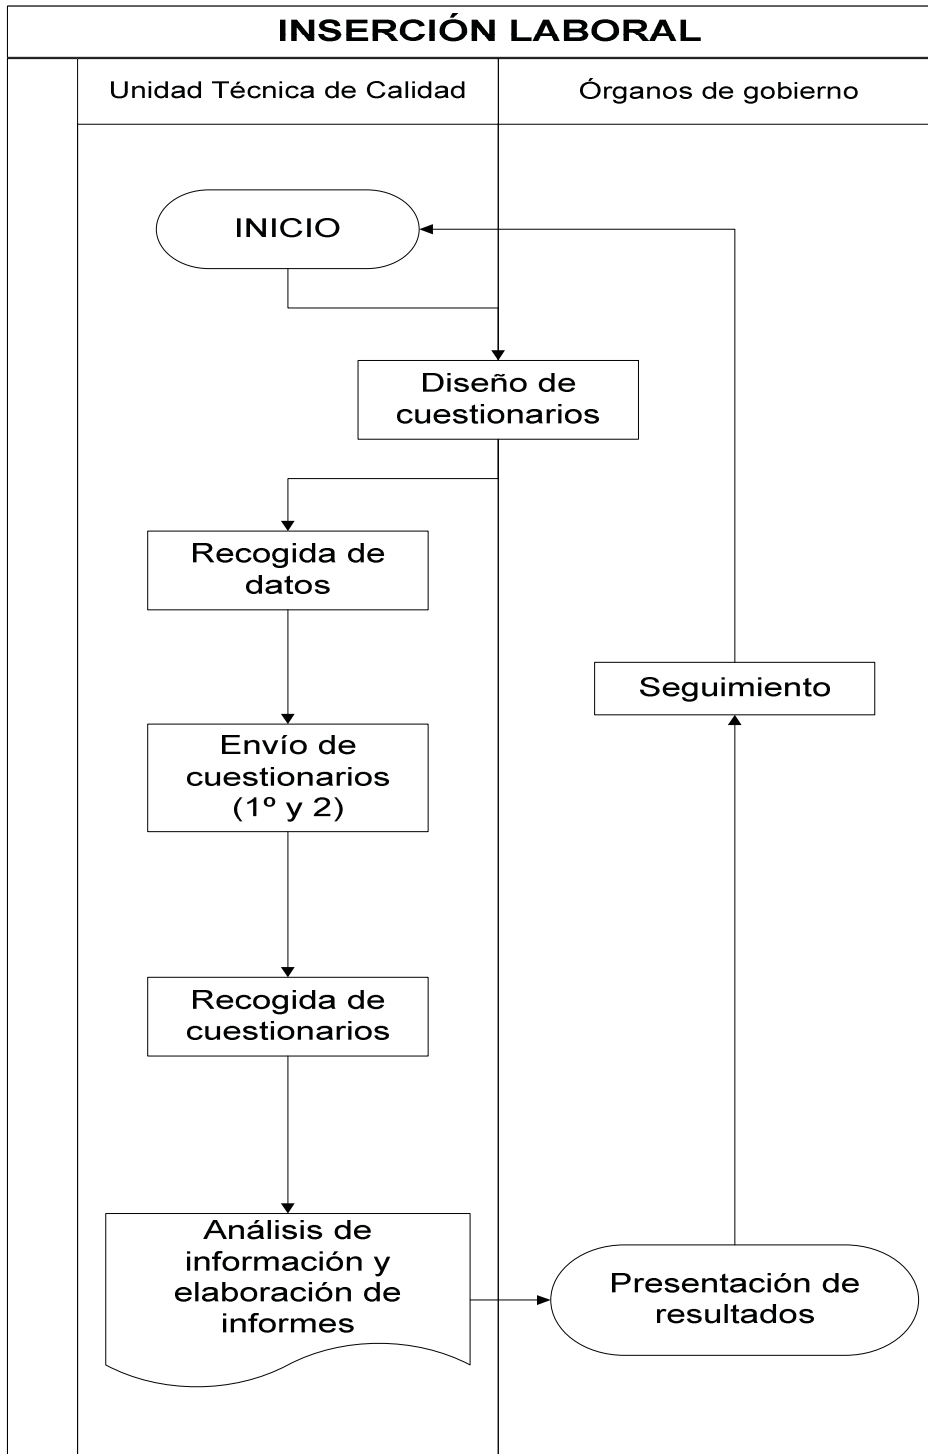 INSERCIÓN LABORAL
Unidad Técnica de Calidad
Órganos de gobierno
INICIO
Diseño de
cuestionarios
Recogida de
datos
Envío de
cuestionarios
(1º y 2)
Seguimiento
Recogida de
cuestionarios
Análisis de
información y
elaboración de
informes
Presentación de
resultados